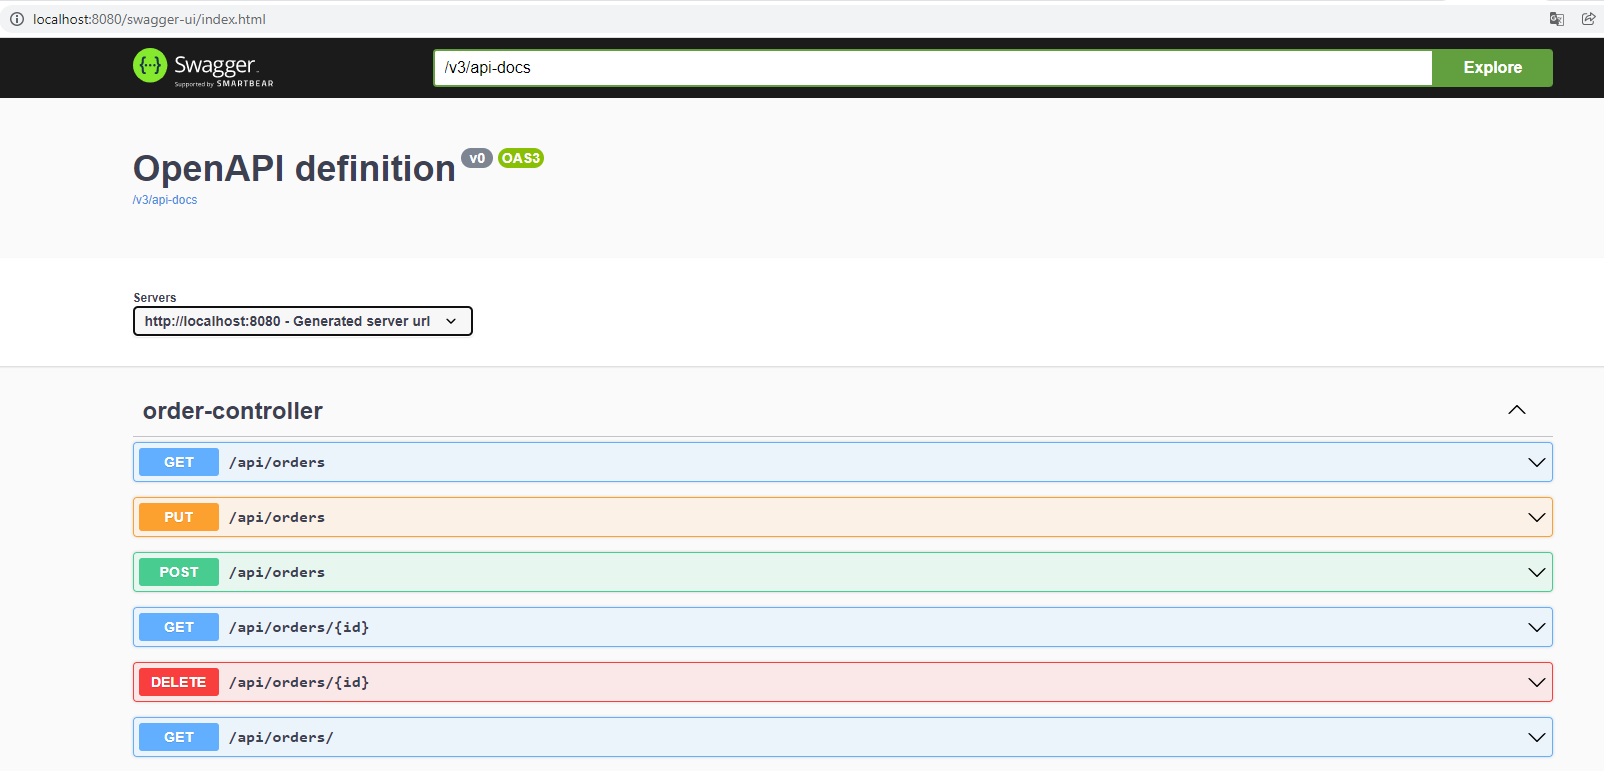 localhost:8080/swagger-ui/index.html
Swagger
Supported by SMARTBEAR
/v3/api-docs
Explore
OpenAPI definition v0 OAS3
/v3/api-docs
Servers
http://localhost:8080 - Generated server url
order-controller
GET /api/orders
PUT /api/orders
POST /api/orders
GET /api/orders/{id}
DELETE /api/orders/{id}
GET /api/orders/